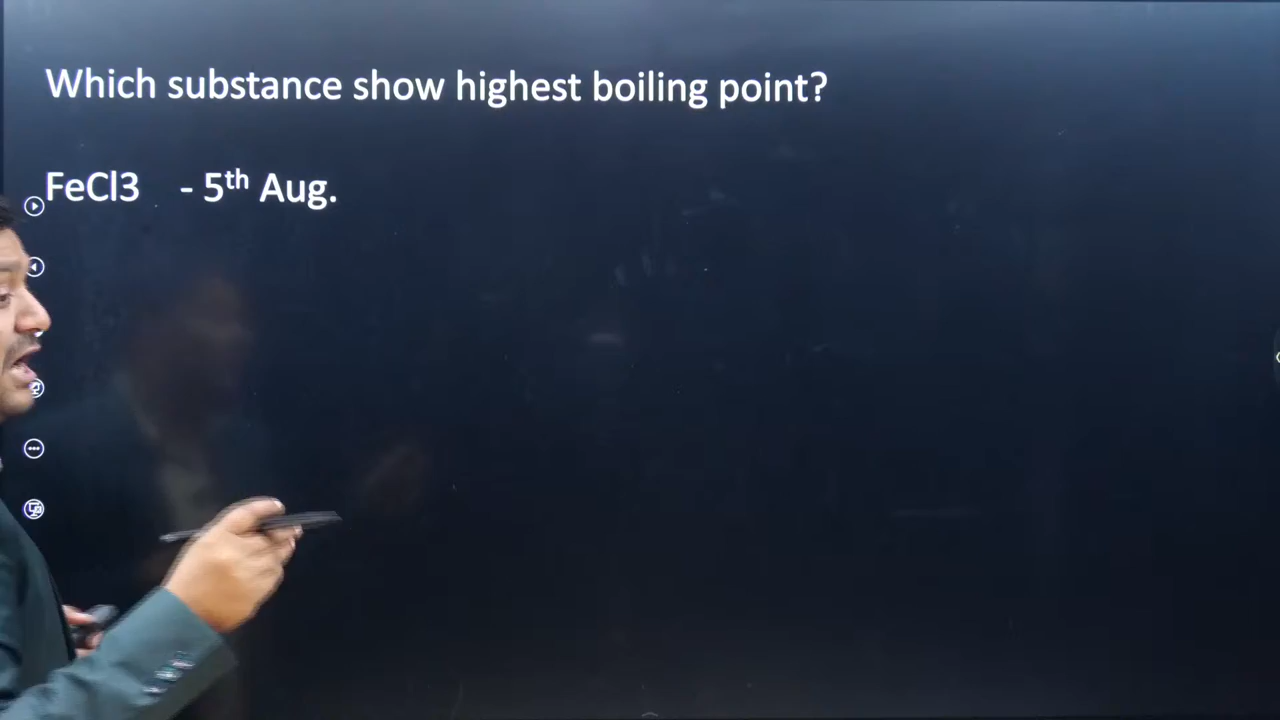 Which substance show highest boiling point?
FeCl3 - 5th Aug.